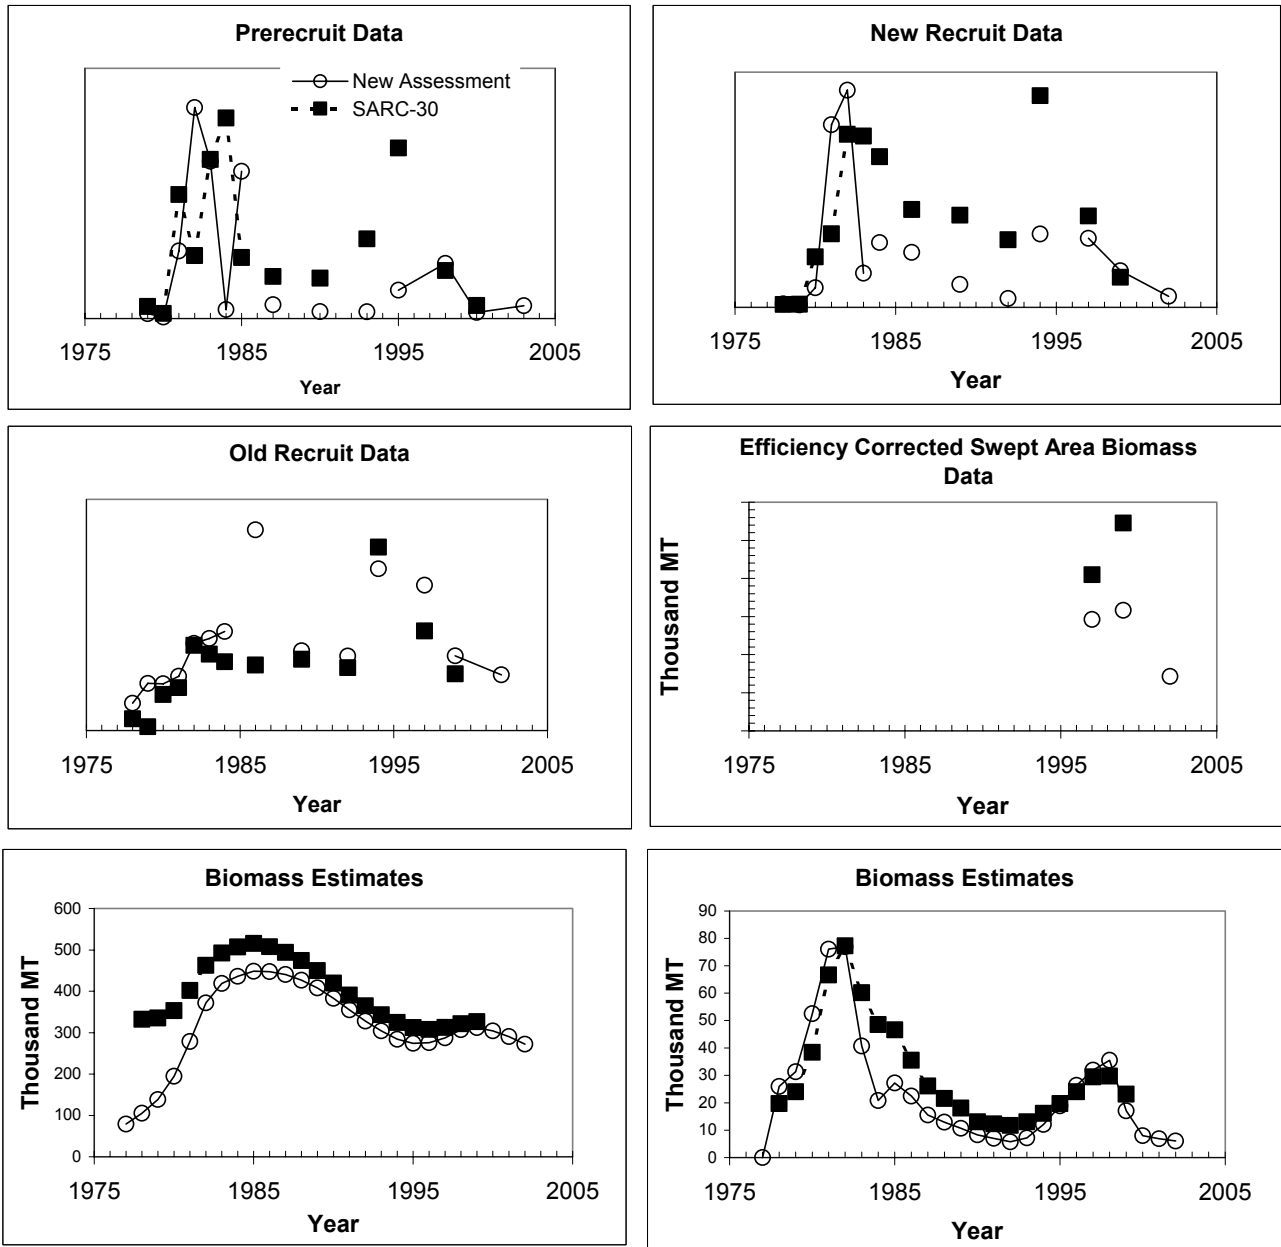 Prerecruit Data
New Assessment
SARC-30
1975 1985 1995 2005
Year
New Recruit Data
1975 1985 1995 2005
Year
Old Recruit Data
1975 1985 1995 2005
Year
Efficiency Corrected Swept Area Biomass
Data
Thousand MT
1975 1985 1995 2005
Year
Biomass Estimates
Thousand MT
600
500
400
300
200
100
0
1975 1985 1995 2005
Year
Biomass Estimates
Thousand MT
90
80
70
60
50
40
30
20
10
0
1975 1985 1995 2005
Year